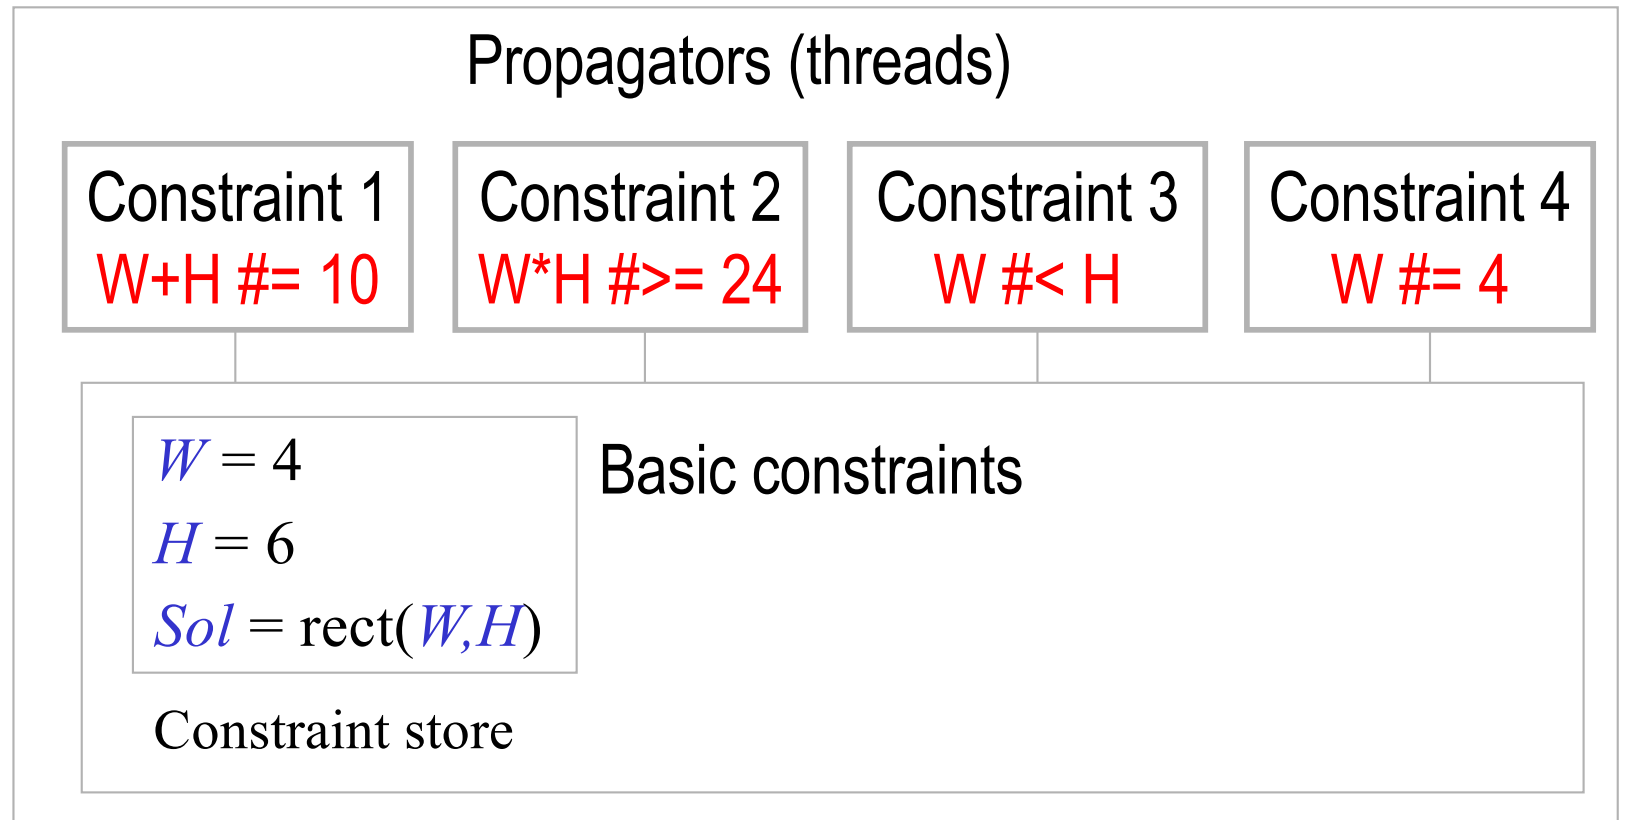 Propagators (threads)
Constraint 1
W+H #= 10
Constraint 2
W*H #>= 24
Constraint 3
W #< H
Constraint 4
W #= 4
W = 4
H = 6
Sol = rect(W,H)
Basic constraints
Constraint store